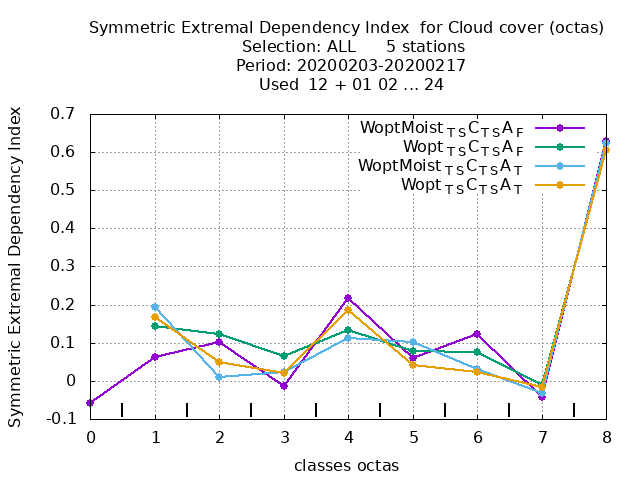 Symmetric Extremal Dependency Index for Cloud cover (octas)
Selection: ALL 5 stations
Period: 20200203-20200217
Used 12 + 01 02 ... 24
Symmetric Extremal Dependency Index
0.7
0.6
0.5
0.4
0.3
0.2
0.1
0
-0.1
WoptMoist TS C TS A F
Wopt TS C TS A F
WoptMoist TS C TS A T
Wopt TS C TS A T
0 1 2 3 4 5 6 7 8
classes octas